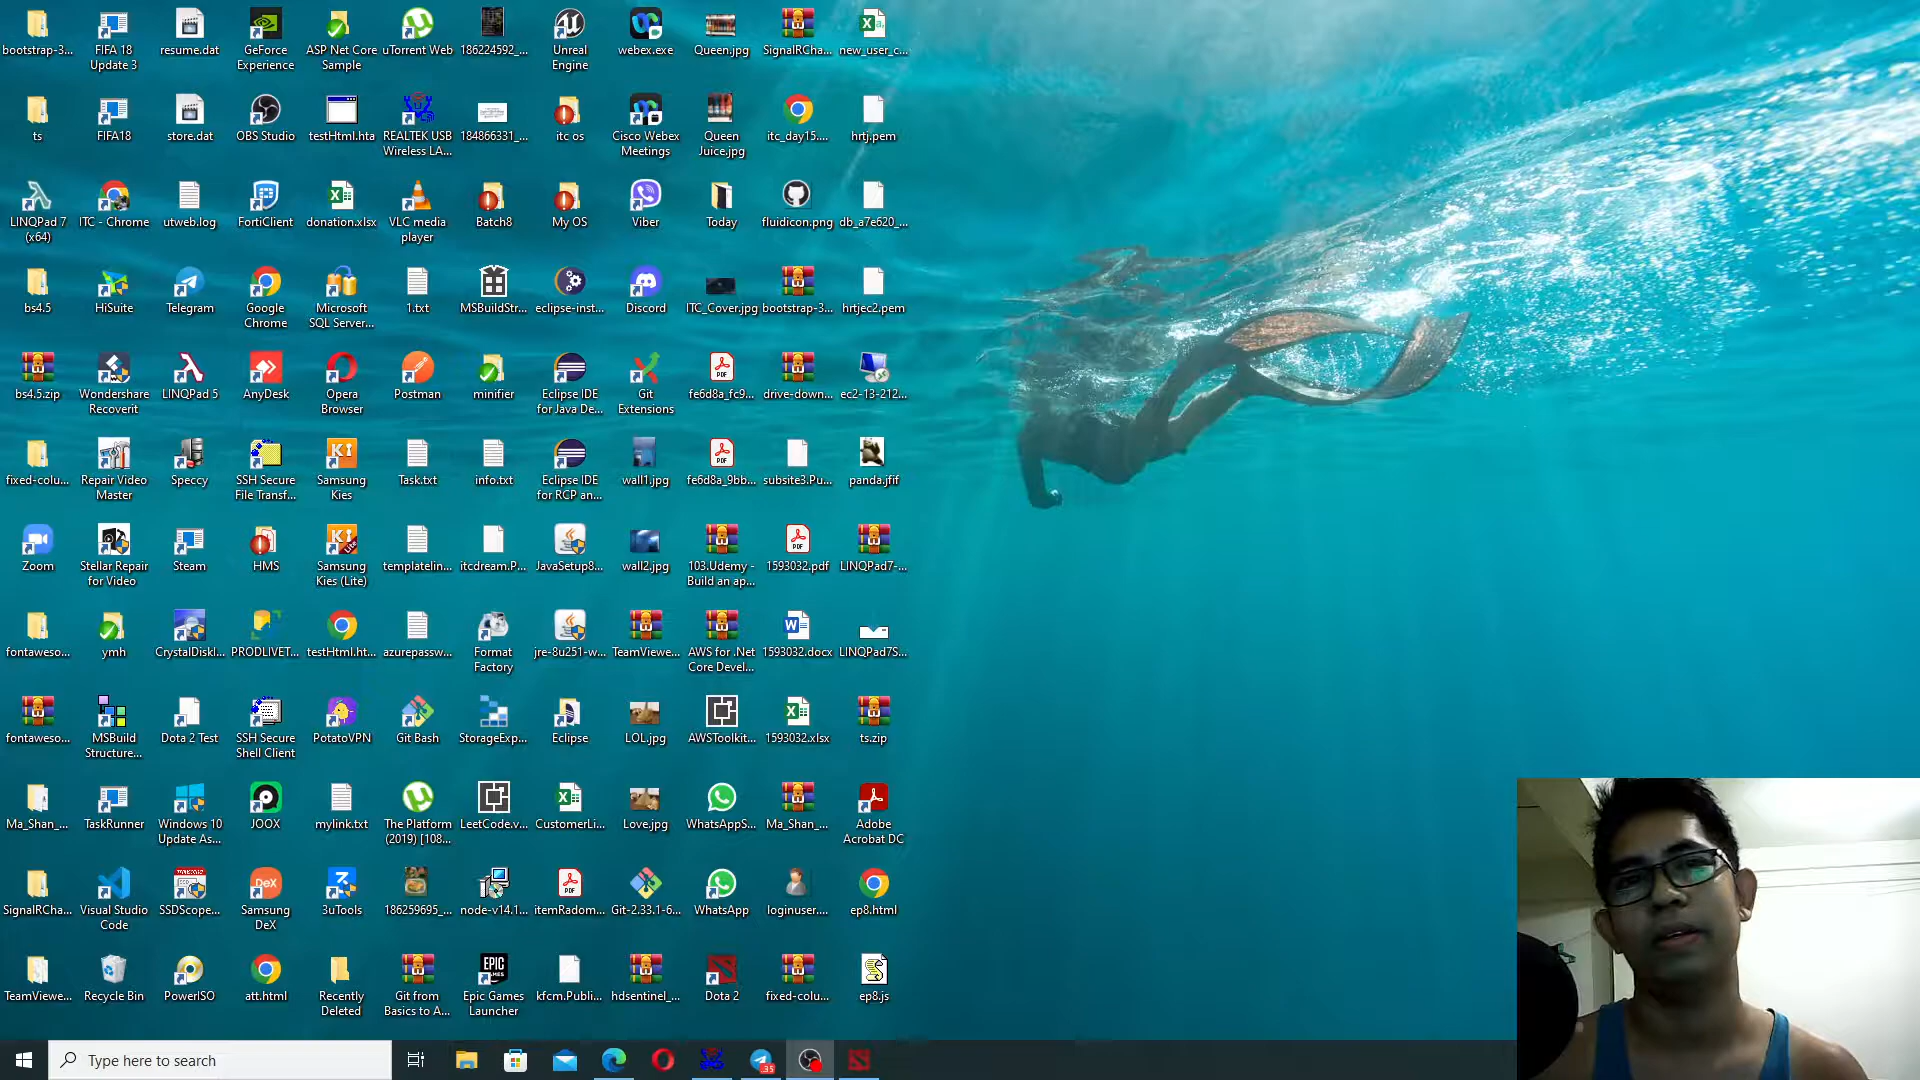 bootstrap-3...
FIFA 18
Update 3
resume.dat
GeForce
Experience
ASP Net Core
Sample
uTorrent Web
186224592_...
Unreal
Engine
webex.exe
Queen.jpg
SignalRCha...
new_user_c...
ts
FIFA18
store.dat
OBS Studio
testHtml.hta
REALTEK USB
Wireless LA...
184866331_...
itc os
Cisco Webex
Meetings
Queen
Juice.jpg
itc_day15....
hrtj.pem
LINQPad 7
(x64)
ITC - Chrome
utweb.log
FortiClient
donation.xlsx
VLC media
player
Batch8
My OS
Viber
Today
fluidicon.png
db_a7e620_...
bs4.5
HiSuite
Telegram
Google
Chrome
Microsoft
SQL Server...
1.txt
MSBuildStr...
eclipse-inst...
Discord
ITC_Cover.jpg
bootstrap-3...
hrtjec2.pem
bs4.5.zip
Wondershare
Recoverit
LINQPad 5
AnyDesk
Opera
Browser
Postman
minifier
Eclipse IDE
for Java De...
Git
Extensions
fe6d8a_fc9...
drive-down...
ec2-13-212...
fixed-colu...
Repair Video
Master
Speccy
SSH Secure
File Transf...
Samsung
Kies
Task.txt
info.txt
Eclipse IDE
for RCP an...
wall1.jpg
fe6d8a_9bb...
subsite3.Pu...
panda.jfif
Zoom
Stellar Repair
for Video
Steam
HMS
Samsung
Kies (Lite)
templatelin...
itcdream.P...
JavaSetup8...
wall2.jpg
103.Udemy -
Build an ap...
1593032.pdf
LINQPad7-...
fontaweso...
ymh
CrystalDiskI...
PRODLIVET...
testHtml.ht...
azurepassw...
Format
Factory
jre-8u251-w...
TeamViewe...
AWS for .Net
Core Devel...
1593032.docx
LINQPad7S...
fontaweso...
MSBuild
Structure...
Dota 2 Test
SSH Secure
Shell Client
PotatoVPN
Git Bash
StorageExp...
Eclipse
LOL.jpg
AWSToolkit...
1593032.xlsx
ts.zip
Ma_Shan_...
TaskRunner
Windows 10
Update As...
JOOX
mylink.txt
The Platform
(2019) [108...
LeetCode.v...
CustomerLi...
Love.jpg
WhatsAppS...
Ma_Shan_...
Adobe
Acrobat DC
SignalRCha...
Visual Studio
Code
SSDScope...
Samsung
DeX
3uTools
186259695_...
node-v14.1...
itemRadom...
Git-2.33.1-6...
WhatsApp
loginuser....
ep8.html
TeamViewe...
Recycle Bin
PowerISO
att.html
Recently
Deleted
Git from
Basics to A...
Epic Games
Launcher
kfcm.Publi...
hdsentinel_...
Dota 2
fixed-colu...
ep8.js
Type here to search